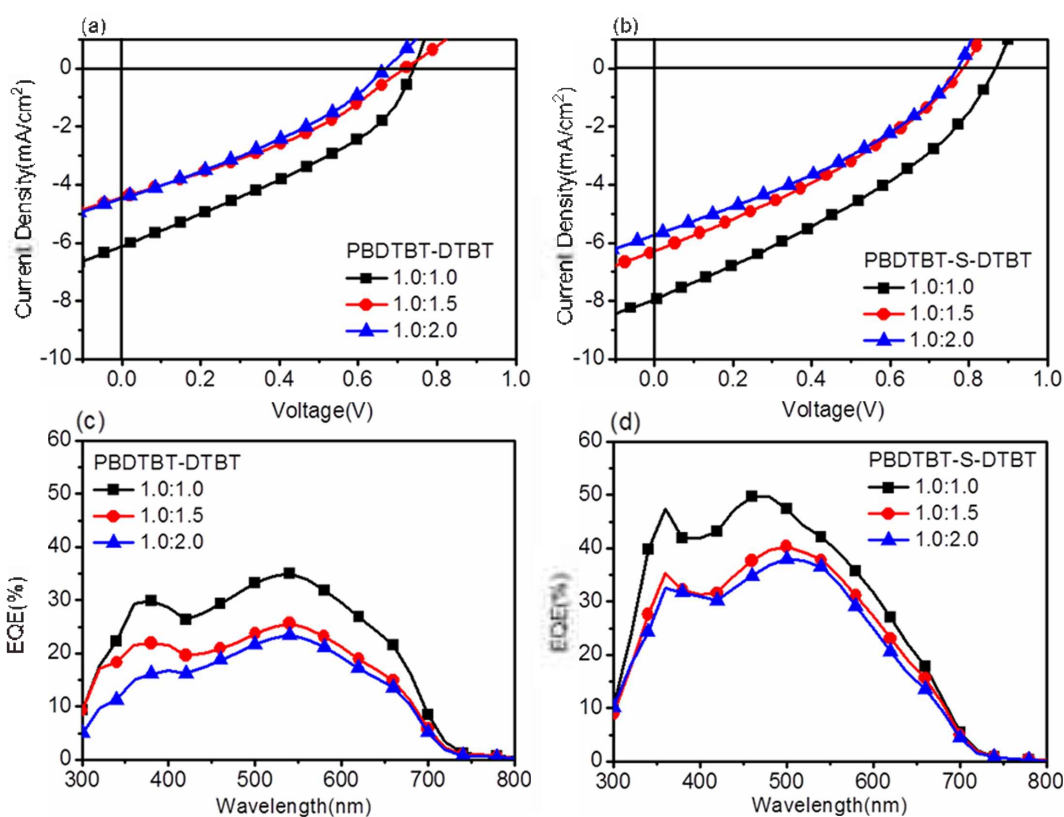 (a)
0
-2
-4
-6
-8
-10
Current Density(mA/cm²)
PBDTBT-DTBT
1.0:1.0
1.0:1.5
1.0:2.0
0.0 0.2 0.4 0.6 0.8 1.0
Voltage(V)
(b)
0
-2
-4
-6
-8
-10
Current Density(mA/cm²)
PBDTBT-S-DTBT
1.0:1.0
1.0:1.5
1.0:2.0
0.0 0.2 0.4 0.6 0.8 1.0
Voltage(V)
(c)
60
50
40
30
20
10
0
EQE(%)
PBDTBT-DTBT
1.0:1.0
1.0:1.5
1.0:2.0
300 400 500 600 700 800
Wavelength(nm)
(d)
60
50
40
30
20
10
0
EQE(%)
PBDTBT-S-DTBT
1.0:1.0
1.0:1.5
1.0:2.0
300 400 500 600 700 800
Wavelength(nm)